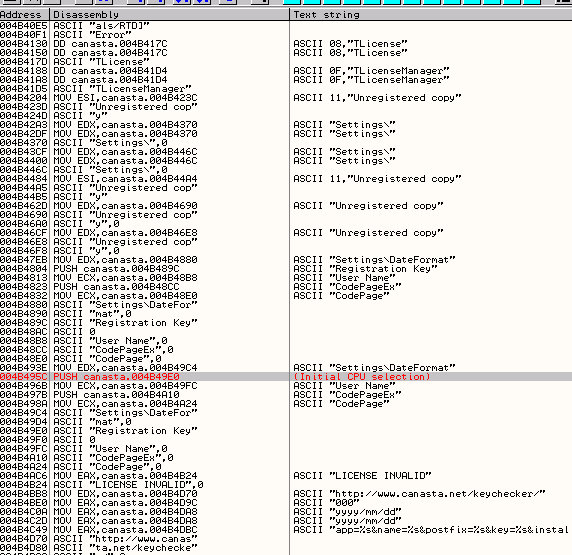 Address Disassembly Text string
004B40E5 ASCII "als/RTDI"
004B40F1 ASCII "Error"
004B4130 DD canasta.004B417C ASCII 08,"TLicense"
004B4150 DD canasta.004B417C ASCII 08,"TLicense"
004B417D ASCII "TLicense"
004B4188 DD canasta.004B41D4 ASCII 0F,"TLicenseManager"
004B41A8 DD canasta.004B41D4 ASCII 0F,"TLicenseManager"
004B41D5 ASCII "TLicenseManager"
004B4204 MOV ESI,canasta.004B423C ASCII 11,"Unregistered copy"
004B423D ASCII "Unregistered cop"
004B424D ASCII "y"
004B42A3 MOV EDX,canasta.004B4370 ASCII "Settings\"
004B42DF MOV EDX,canasta.004B4370 ASCII "Settings\"
004B4370 ASCII "Settings\",0
004B43CF MOV EDX,canasta.004B446C ASCII "Settings\"
004B4400 MOV EDX,canasta.004B446C ASCII "Settings\"
004B446C ASCII "Settings\",0
004B4484 MOV ESI,canasta.004B44A4 ASCII 11,"Unregistered copy"
004B44A5 ASCII "Unregistered cop"
004B44B5 ASCII "y"
004B462D MOV EDX,canasta.004B4690 ASCII "Unregistered copy"
004B4690 ASCII "Unregistered cop"
004B46A0 ASCII "y",0
004B46CF MOV EDX,canasta.004B46E8 ASCII "Unregistered copy"
004B46E8 ASCII "Unregistered cop"
004B46F8 ASCII "y",0
004B47EB MOV EDX,canasta.004B4880 ASCII "Settings\DateFormat"
004B4804 PUSH canasta.004B489C ASCII "Registration Key"
004B4813 MOV ECX,canasta.004B48B8 ASCII "User Name"
004B4823 PUSH canasta.004B48CC ASCII "CodePageEx"
004B4832 MOV ECX,canasta.004B48E0 ASCII "CodePage"
004B4880 ASCII "Settings\DateFor"
004B4890 ASCII "mat",0
004B489C ASCII "Registration Key"
004B48AC ASCII 0
004B48B8 ASCII "User Name",0
004B48CC ASCII "CodePageEx",0
004B48E0 ASCII "CodePage",0
004B493E MOV EDX,canasta.004B49C4 ASCII "Settings\DateFormat"
004B495C PUSH canasta.004B49E0 (Initial CPU selection)
004B496B MOV ECX,canasta.004B49FC ASCII "User Name"
004B497B PUSH canasta.004B4A10 ASCII "CodePageEx"
004B498A MOV ECX,canasta.004B4A24 ASCII "CodePage"
004B49C4 ASCII "Settings\DateFor"
004B49D4 ASCII "mat",0
004B49E0 ASCII "Registration Key"
004B49F0 ASCII 0
004B49FC ASCII "User Name",0
004B4A10 ASCII "CodePageEx",0
004B4A24 ASCII "CodePage",0
004B4AC6 MOV EAX,canasta.004B4B24 ASCII "LICENSE INVALID"
004B4B24 ASCII "LICENSE INVALID",0
004B4BB8 MOV EDX,canasta.004B4D70 ASCII "http://www.canasta.net/keychecker/"
004B4BE0 MOV EAX,canasta.004B4D9C ASCII "000"
004B4C0A MOV EAX,canasta.004B4DA8 ASCII "yyyy/mm/dd"
004B4C2D MOV EAX,canasta.004B4DA8 ASCII "yyyy/mm/dd"
004B4C49 MOV EAX,canasta.004B4DBC ASCII "app=%s&name=%s&postfix=%s&key=%s&instal
004B4D70 ASCII "http://www.canas"
004B4D80 ASCII "ta.net/keychecke"